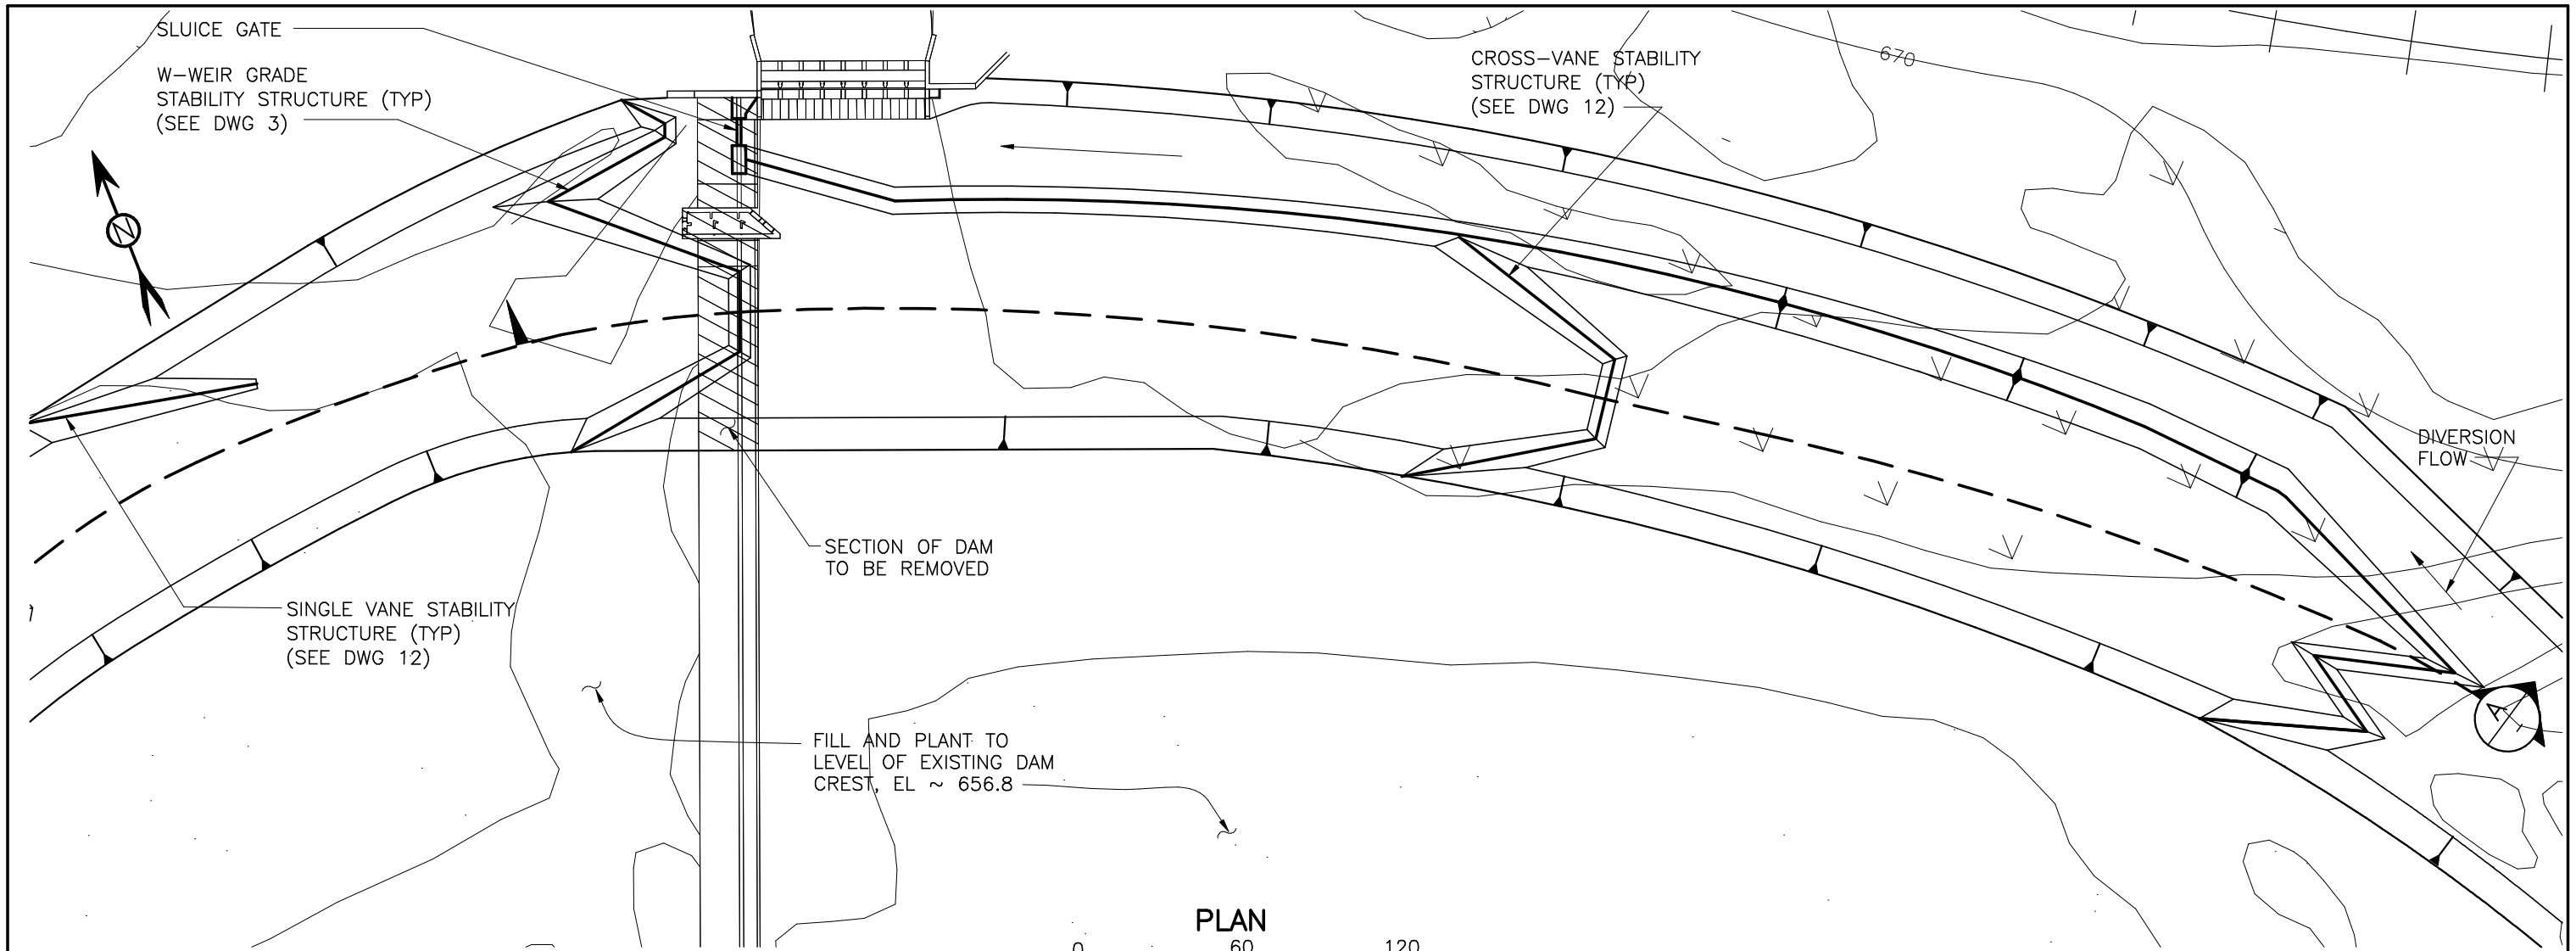 SLUICE GATE
W-WEIR GRADE
STABILITY STRUCTURE (TYP)
(SEE DWG 3)
CROSS-VANE STABILITY
STRUCTURE (TYP)
(SEE DWG 12)
670
N
DIVERSION
FLOW
SECTION OF DAM
TO BE REMOVED
SINGLE VANE STABILITY
STRUCTURE (TYP)
(SEE DWG 12)
A
FILL AND PLANT TO
LEVEL OF EXISTING DAM
CREST, EL ~ 656.8
PLAN
0 60 120